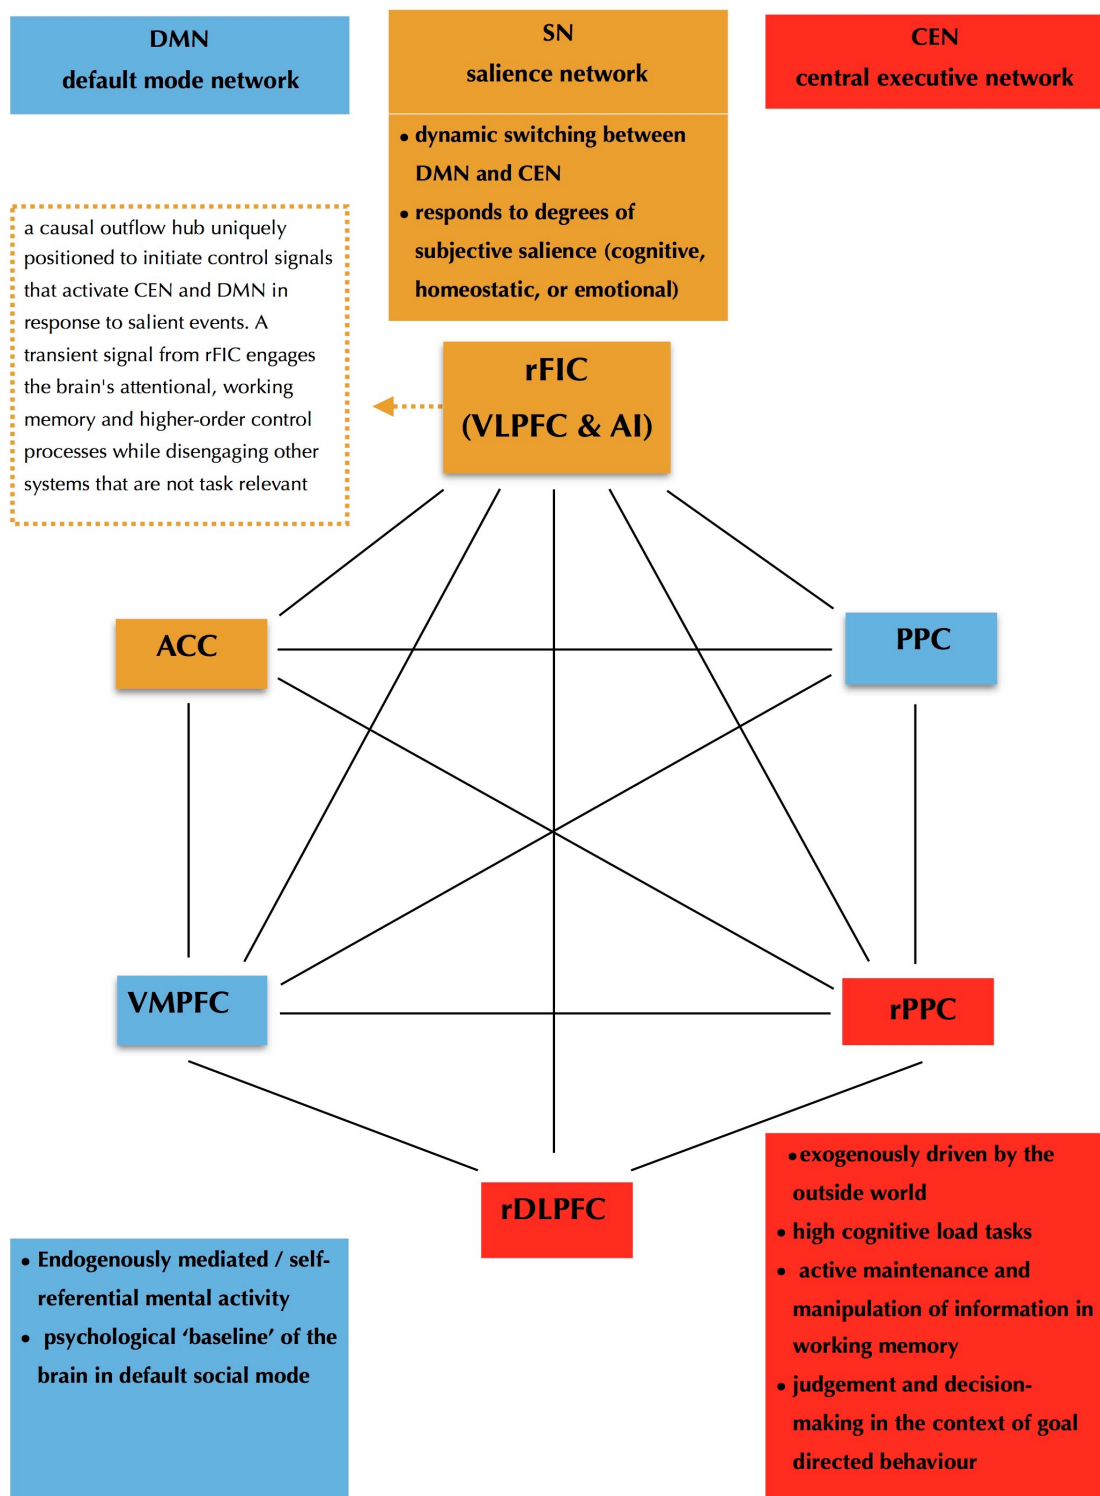 DMN
default mode network
SN
salience network
CEN
central executive network
• dynamic switching between
DMN and CEN
• responds to degrees of
subjective salience (cognitive,
homeostatic, or emotional)
a causal outflow hub uniquely
positioned to initiate control signals
that activate CEN and DMN in
response to salient events. A
transient signal from rFIC engages
the brain's attentional, working
memory and higher-order control
processes while disengaging other
systems that are not task relevant
rFIC
(VLPFC & AI)
ACC
PPC
VMPFC
rPPC
rDLPFC
• Endogenously mediated / self-
referential mental activity
• psychological ‘baseline’ of the
brain in default social mode
• exogenously driven by the
outside world
• high cognitive load tasks
• active maintenance and
manipulation of information in
working memory
• judgement and decision-
making in the context of goal
directed behaviour